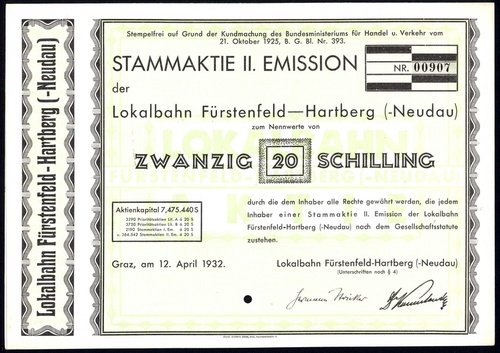 Stempelfrei auf Grund der Kundmachung des Bundesministeriums für Handel u. Verkehr vom
21. Oktober 1925, B. G. Bl. Nr. 393.
STAMMAKTIE II. EMISSION
NR. 00907
der
Lokalbahn Fürstenfeld—Hartberg (-Neudau)
zum Nennwerte von
ZWANZIG 20 SCHILLING
durch die dem Inhaber alle Rechte gewährt werden, die jedem
Inhaber einer Stammaktie II. Emission der Lokalbahn
Fürstenfeld-Hartberg (-Neudau) nach dem Gesellschaftsstatute
zustehen.
Aktienkapital 7,475.440 S
Graz, am 12. April 1932.
Lokalbahn Fürstenfeld-Hartberg (-Neudau)
(Unterschriften nach § 4)
Lokalbahn Fürstenfeld-Hartberg (-Neudau)